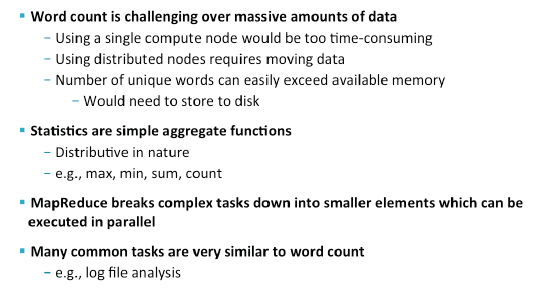 ▪ Word count is challenging over massive amounts of data
– Using a single compute node would be too time-consuming
– Using distributed nodes requires moving data
– Number of unique words can easily exceed available memory
– Would need to store to disk
▪ Statistics are simple aggregate functions
– Distributive in nature
– e.g., max, min, sum, count
▪ MapReduce breaks complex tasks down into smaller elements which can be
executed in parallel
▪ Many common tasks are very similar to word count
– e.g., log file analysis